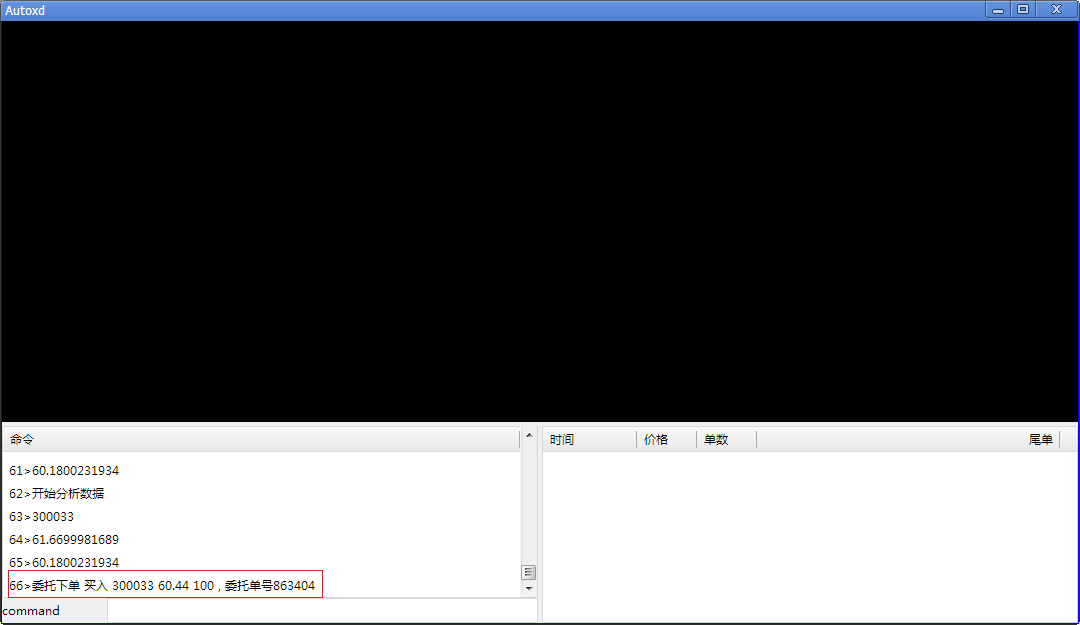 Autoxd
命令
61>60.1800231934
62>开始分析数据
63>300033
64>61.6699981689
65>60.1800231934
66>委托下单 买入 300033 60.44 100，委托单号863404
command
时间 价格 单数 尾单